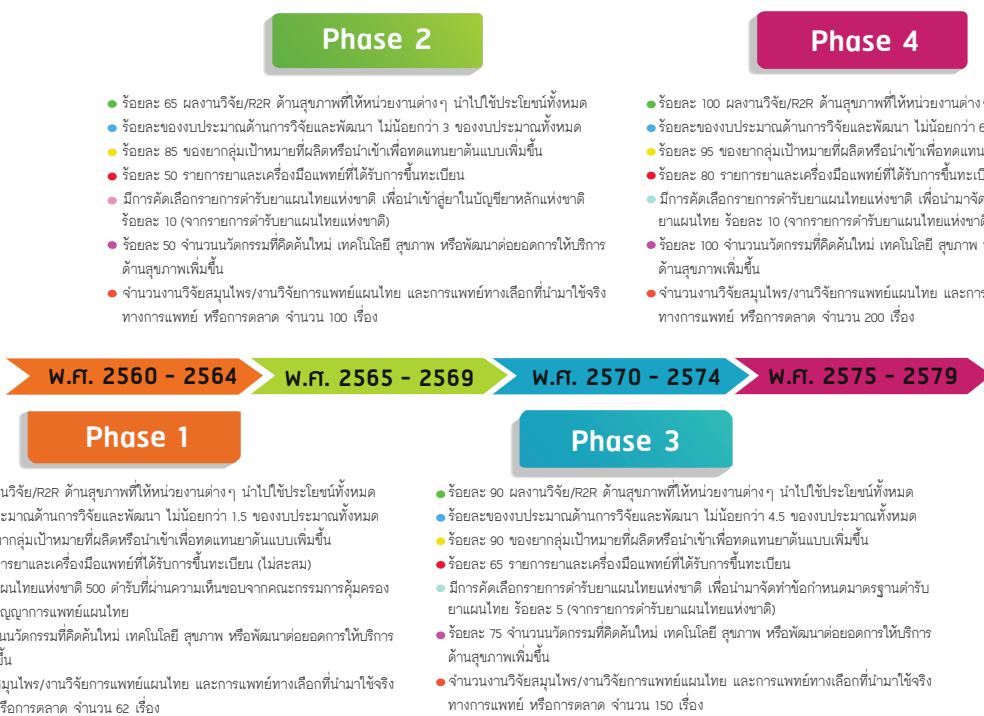 Phase 2
● ร้อยละ 65 ผลงานวิจัย/R2R ด้านสุขภาพที่ให้หน่วยงานต่างๆ นำไปใช้ประโยชน์ทั้งหมด
● ร้อยละของงบประมาณด้านการวิจัยและพัฒนา ไม่น้อยกว่า 3 ของงบประมาณทั้งหมด
● ร้อยละ 85 ของยากลุ่มเป้าหมายที่ผลิตหรือนำเข้าเพื่อทดแทนยาต้นแบบเพิ่มขึ้น
● ร้อยละ 50 รายการยาและเครื่องมือแพทย์ที่ได้รับการขึ้นทะเบียน
● มีการคัดเลือกรายการตำรับยาแผนไทยแห่งชาติ เพื่อนำเข้าสู่ยาในบัญชียาหลักแห่งชาติ
ร้อยละ 10 (จากรายการตำรับยาแผนไทยแห่งชาติ)
● ร้อยละ 50 จำนวนนวัตกรรมที่คิดค้นใหม่ เทคโนโลยี สุขภาพ หรือพัฒนาต่อยอดการให้บริการ
ด้านสุขภาพเพิ่มขึ้น
● จำนวนงานวิจัยสมุนไพร/งานวิจัยการแพทย์แผนไทย และการแพทย์ทางเลือกที่นำมาใช้จริง
ทางการแพทย์ หรือการตลาด จำนวน 100 เรื่อง
Phase 4
● ร้อยละ 100 ผลงานวิจัย/R2R ด้านสุขภาพที่ให้หน่วยงานต่าง
● ร้อยละของงบประมาณด้านการวิจัยและพัฒนา ไม่น้อยกว่า 6
● ร้อยละ 95 ของยากลุ่มเป้าหมายที่ผลิตหรือนำเข้าเพื่อทดแทน
● ร้อยละ 80 รายการยาและเครื่องมือแพทย์ที่ได้รับการขึ้นทะเบี
● มีการคัดเลือกรายการตำรับยาแผนไทยแห่งชาติ เพื่อนำมาจัด
ยาแผนไทย ร้อยละ 10 (จากรายการตำรับยาแผนไทยแห่งชาติ
● ร้อยละ 100 จำนวนนวัตกรรมที่คิดค้นใหม่ เทคโนโลยี สุขภาพ
ด้านสุขภาพเพิ่มขึ้น
● จำนวนงานวิจัยสมุนไพร/งานวิจัยการแพทย์แผนไทย และการ
ทางการแพทย์ หรือการตลาด จำนวน 200 เรื่อง
พ.ศ. 2560 - 2564
พ.ศ. 2565 - 2569
พ.ศ. 2570 - 2574
พ.ศ. 2575 - 2579
Phase 1
านวิจัย/R2R ด้านสุขภาพที่ให้หน่วยงานต่างๆ นำไปใช้ประโยชน์ทั้งหมด
ะมาณด้านการวิจัยและพัฒนา ไม่น้อยกว่า 1.5 ของงบประมาณทั้งหมด
ากลุ่มเป้าหมายที่ผลิตหรือนำเข้าเพื่อทดแทนยาต้นแบบเพิ่มขึ้น
ารยาและเครื่องมือแพทย์ที่ได้รับการขึ้นทะเบียน (ไม่สะสม)
ผนไทยแห่งชาติ 500 ตำรับที่ผ่านความเห็นชอบจากคณะกรรมการคุ้มครอง
ญญาการแพทย์แผนไทย
นนวัตกรรมที่คิดค้นใหม่ เทคโนโลยี สุขภาพ หรือพัฒนาต่อยอดการให้บริการ
ขึ้น
สมุนไพร/งานวิจัยการแพทย์แผนไทย และการแพทย์ทางเลือกที่นำมาใช้จริง
รือการตลาด จำนวน 62 เรื่อง
Phase 3
● ร้อยละ 90 ผลงานวิจัย/R2R ด้านสุขภาพที่ให้หน่วยงานต่างๆ นำไปใช้ประโยชน์ทั้งหมด
● ร้อยละของงบประมาณด้านการวิจัยและพัฒนา ไม่น้อยกว่า 4.5 ของงบประมาณทั้งหมด
● ร้อยละ 90 ของยากลุ่มเป้าหมายที่ผลิตหรือนำเข้าเพื่อทดแทนยาต้นแบบเพิ่มขึ้น
● ร้อยละ 65 รายการยาและเครื่องมือแพทย์ที่ได้รับการขึ้นทะเบียน
● มีการคัดเลือกรายการตำรับยาแผนไทยแห่งชาติ เพื่อนำมาจัดทำข้อกำหนดมาตรฐานตำรับ
ยาแผนไทย ร้อยละ 5 (จากรายการตำรับยาแผนไทยแห่งชาติ)
● ร้อยละ 75 จำนวนนวัตกรรมที่คิดค้นใหม่ เทคโนโลยี สุขภาพ หรือพัฒนาต่อยอดการให้บริการ
ด้านสุขภาพเพิ่มขึ้น
● จำนวนงานวิจัยสมุนไพร/งานวิจัยการแพทย์แผนไทย และการแพทย์ทางเลือกที่นำมาใช้จริง
ทางการแพทย์ หรือการตลาด จำนวน 150 เรื่อง